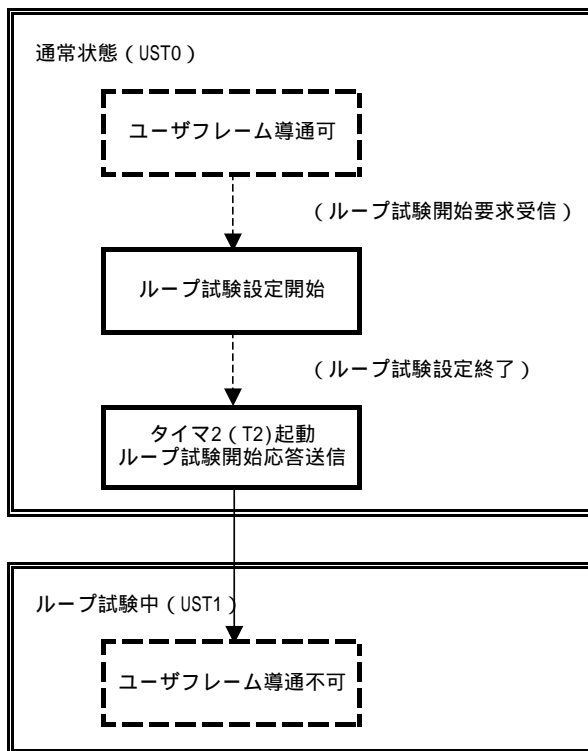 通常状態(UST0)
ユーザフレーム導通可
(ループ試験開始要求受信)
ループ試験設定開始
(ループ試験設定終了)
タイマ2(T2)起動
ループ試験開始応答送信
ループ試験中(UST1)
ユーザフレーム導通不可